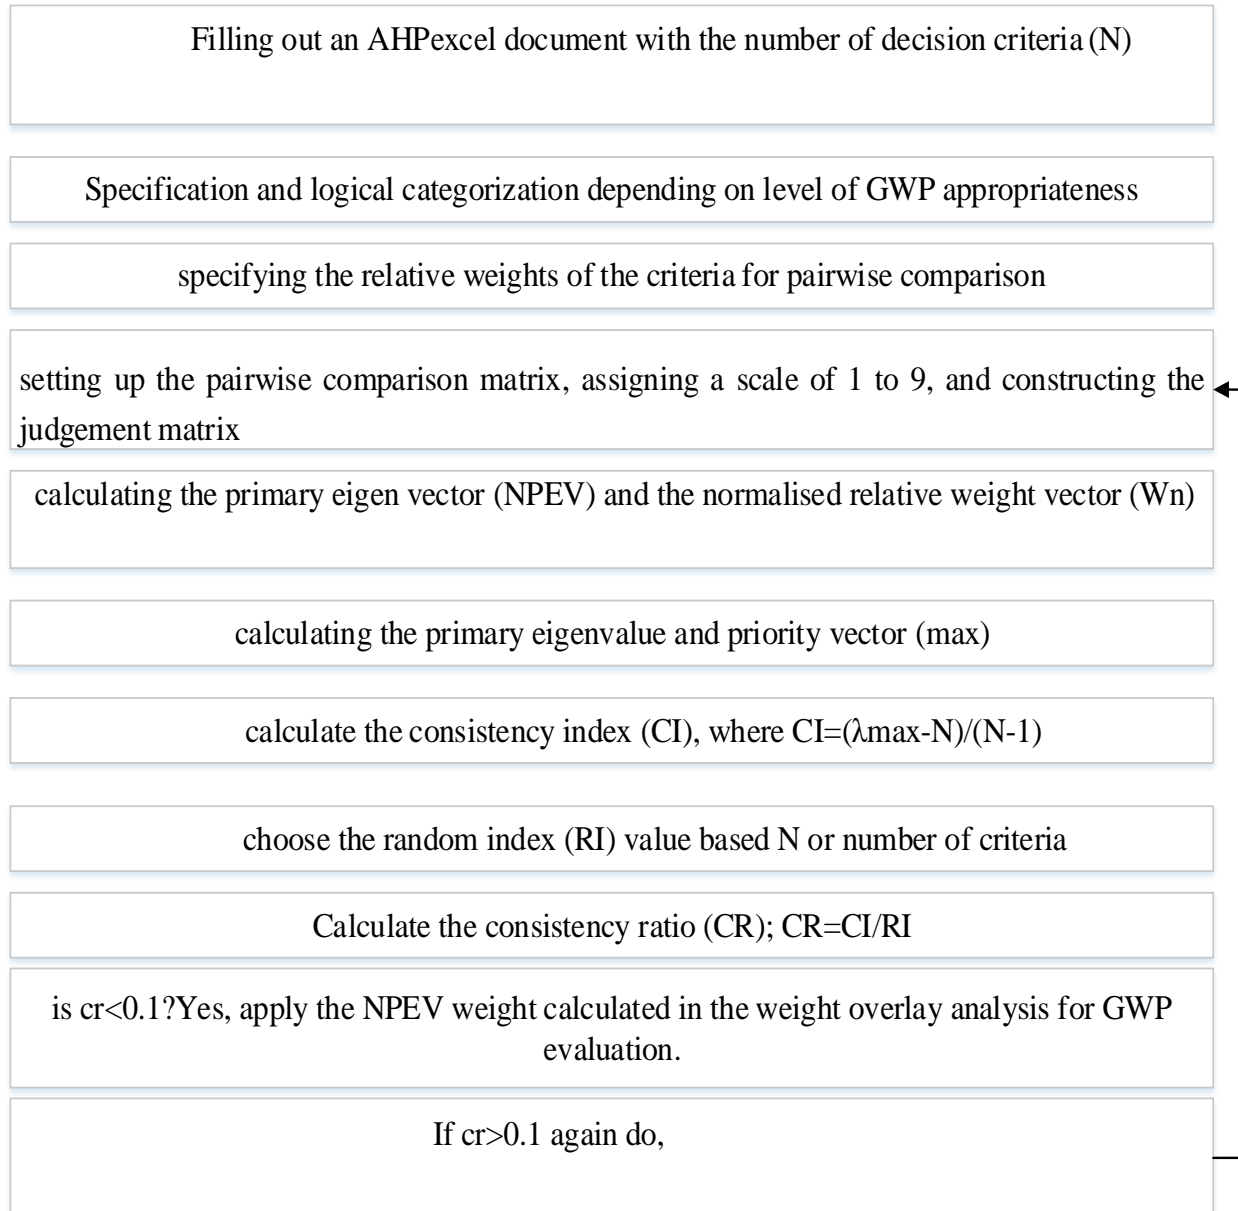 Filling out an AHPexcel document with the number of decision criteria (N)
Specification and logical categorization depending on level of GWP appropriateness
specifying the relative weights of the criteria for pairwise comparison
setting up the pairwise comparison matrix, assigning a scale of 1 to 9, and constructing the
judgement matrix
calculating the primary eigen vector (NPEV) and the normalised relative weight vector (Wn)
calculating the primary eigenvalue and priority vector (max)
calculate the consistency index (CI), where CI=(λmax-N)/(N-1)
choose the random index (RI) value based N or number of criteria
Calculate the consistency ratio (CR); CR=CI/RI
is cr<0.1?Yes, apply the NPEV weight calculated in the weight overlay analysis for GWP
evaluation.
If cr>0.1 again do,